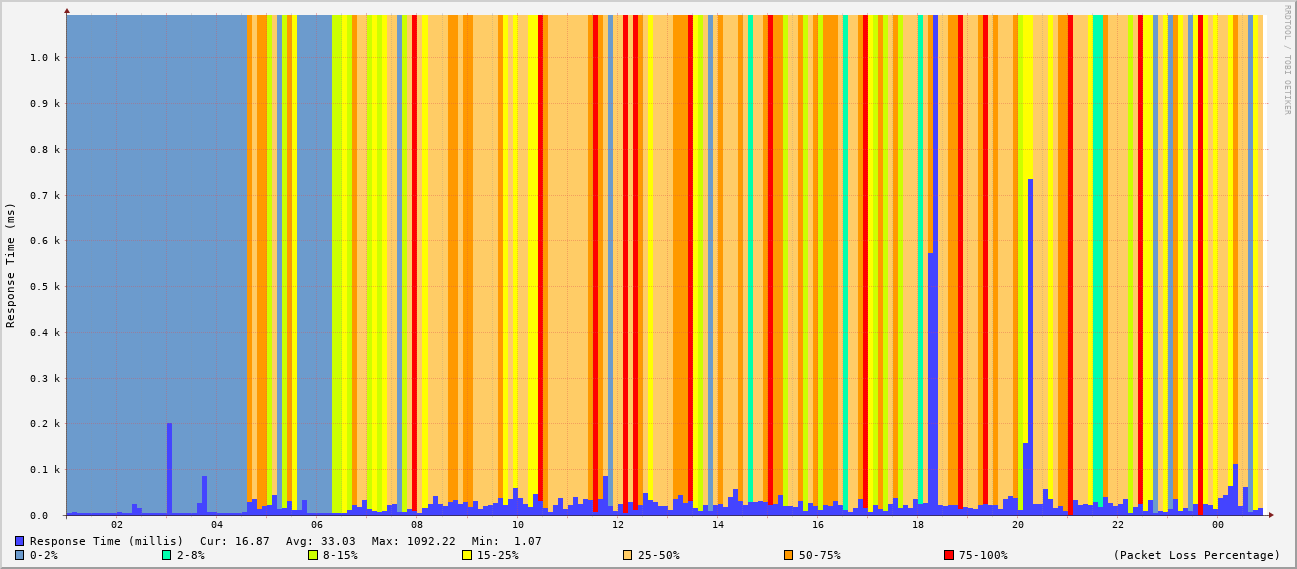 RRDTOOL / TOBI OETIKER
Response Time (ms)
1.0 k
0.9 k
0.8 k
0.7 k
0.6 k
0.5 k
0.4 k
0.3 k
0.2 k
0.1 k
0.0
02 04 06 08 10 12 14 16 18 20 22 00
Response Time (millis) Cur: 16.87 Avg: 33.03 Max: 1092.22 Min: 1.07
0-2% 2-8% 8-15% 15-25% 25-50% 50-75% 75-100% (Packet Loss Percentage)